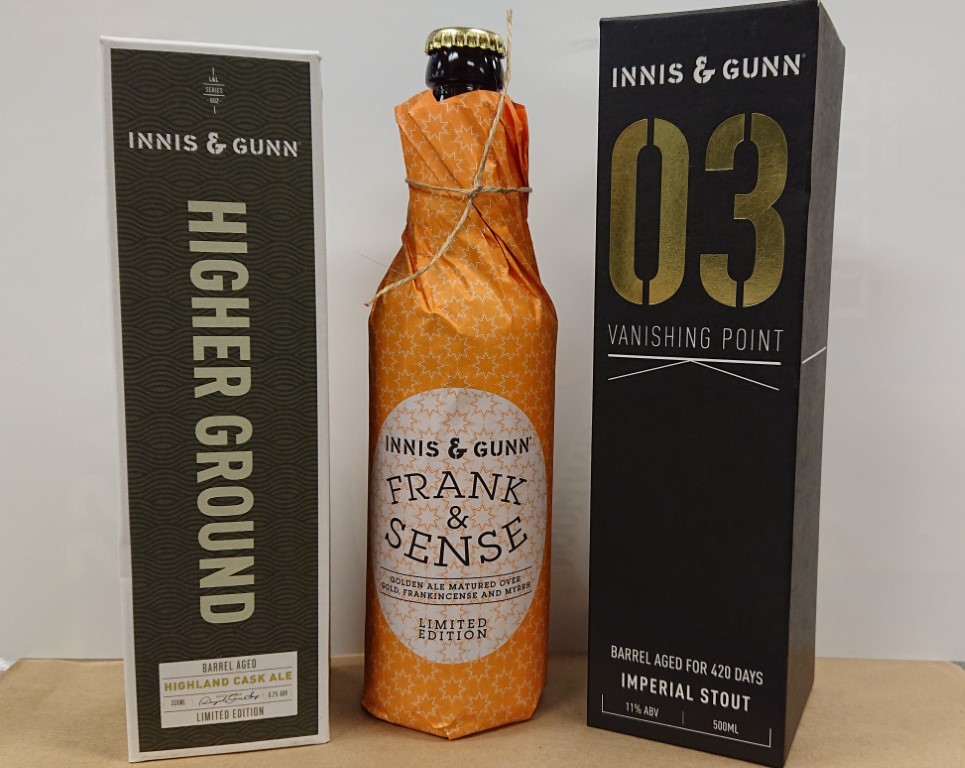 L&L
SERIES
-002-
INNIS & GUNN
HIGHER GROUND
BARREL AGED
HIGHLAND CASK ALE
330ML
LIMITED EDITION
INNIS & GUNN
FRANK
&
SENSE
GOLDEN ALE MATURED OVER
GOLD, FRANKINCENSE AND MYRRH
LIMITED
EDITION
INNIS & GUNN
03
VANISHING POINT
BARREL AGED FOR 420 DAYS
IMPERIAL STOUT
11% ABV 500ML